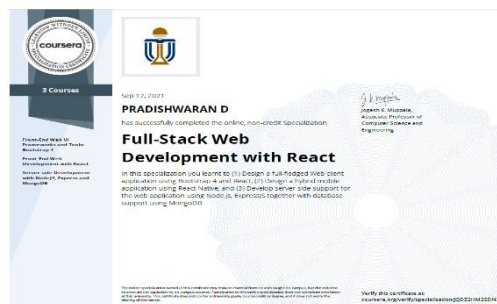 coursera
3 Courses
Front-End Web UI
Frameworks and Tools:
Bootstrap 4
Front-End Web
Development with React
Server-side Development
with NodeJS, Express and
MongoDB
Sep 12, 2021
PRADISHWARAN D
has successfully completed the online, non-credit Specialization
Full-Stack Web
Development with React
In this specialization you learnt to (1) Design a full-fledged Web client
application using Bootstrap 4 and React, (2) Design a hybrid mobile
application using React Native, and (3) Develop server side support for
the web application using Node.js, ExpressJS together with database
support using MongoDB.
Jogesh K. Muppala,
Associate Professor of
Computer Science and
Engineering
Verify this certificate at:
coursera.org/verify/specialization/